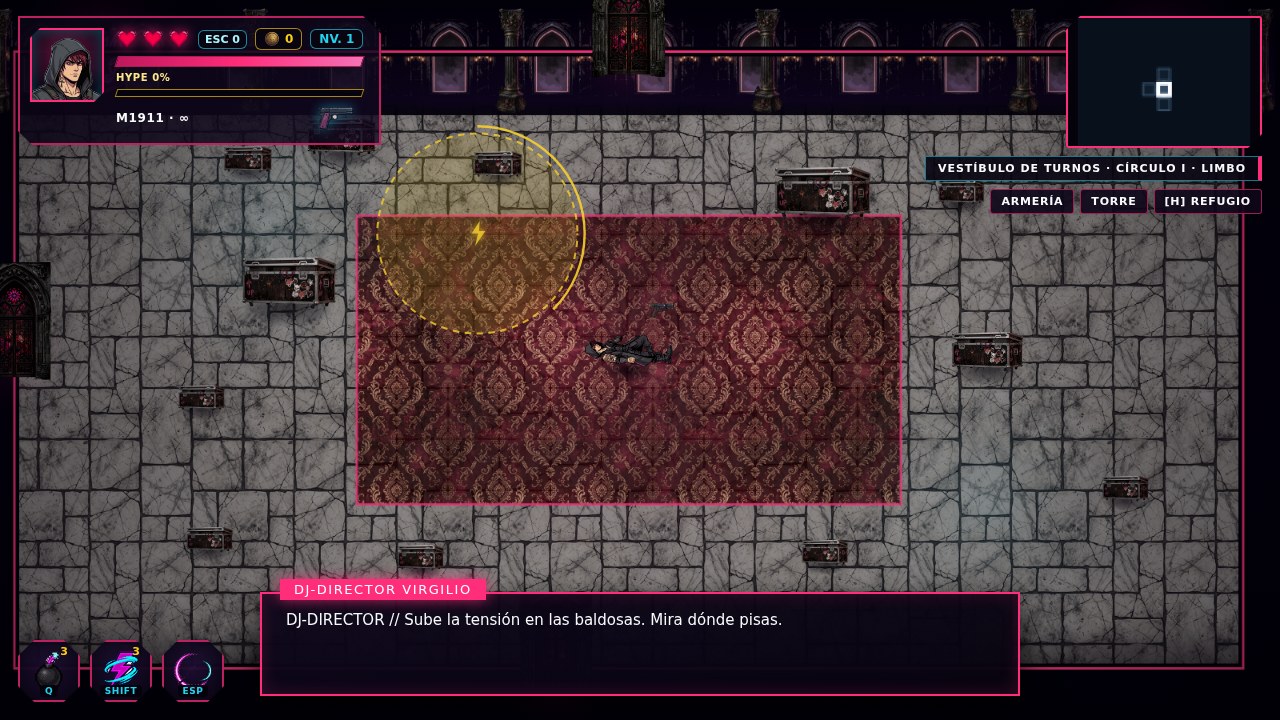 ESC 0
0
NV. 1
HYPE 0%
M1911 · ∞
VESTÍBULO DE TURNOS · CÍRCULO I · LIMBO
ARMERÍA
TORRE
[H] REFUGIO
DJ-DIRECTOR VIRGILIO
DJ-DIRECTOR // Sube la tensión en las baldosas. Mira dónde pisas.
3
Q
3
SHIFT
ESP